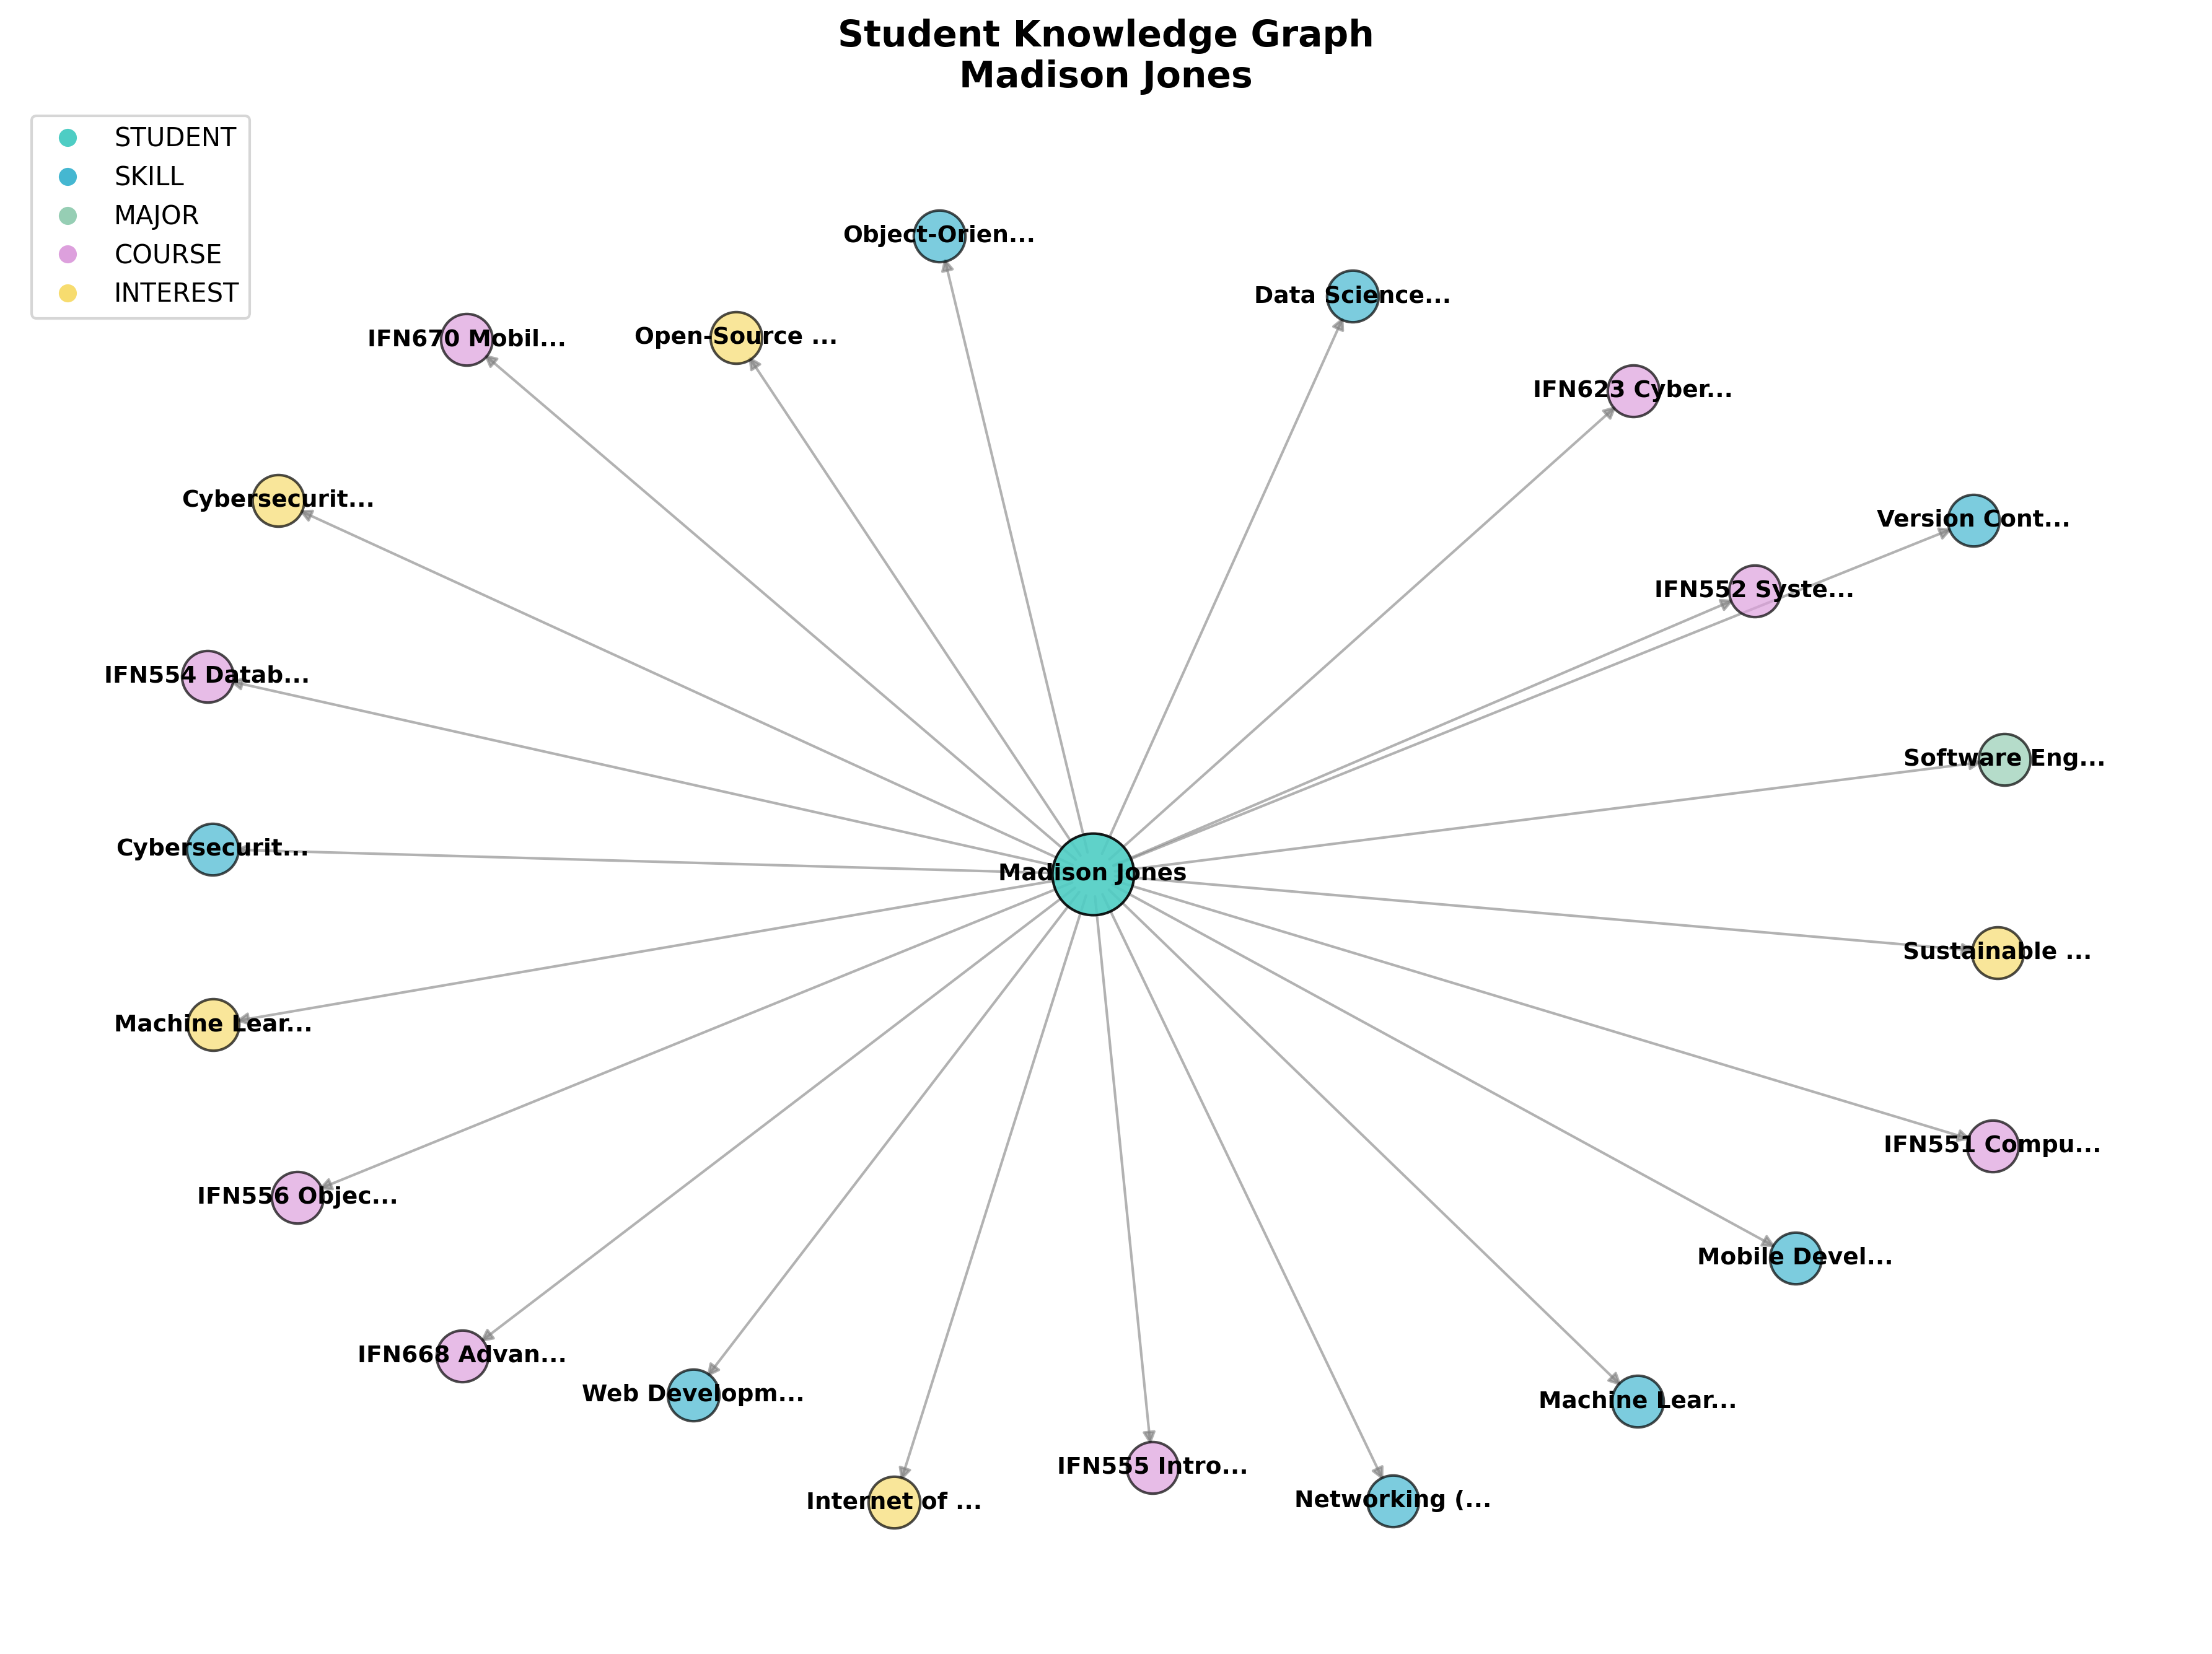 Student Knowledge Graph
Madison Jones
STUDENT
SKILL
MAJOR
COURSE
INTEREST
Object-Orien...
Data Science...
IFN670 Mobil...
Open-Source ...
IFN623 Cyber...
Cybersecurit...
Version Cont...
IFN552 Syste...
IFN554 Datab...
Software Eng...
Cybersecurit...
Madison Jones
Sustainable ...
Machine Lear...
IFN551 Compu...
IFN556 Objec...
Mobile Devel...
IFN668 Advan...
Web Developm...
Machine Lear...
IFN555 Intro...
Internet of ...
Networking (...